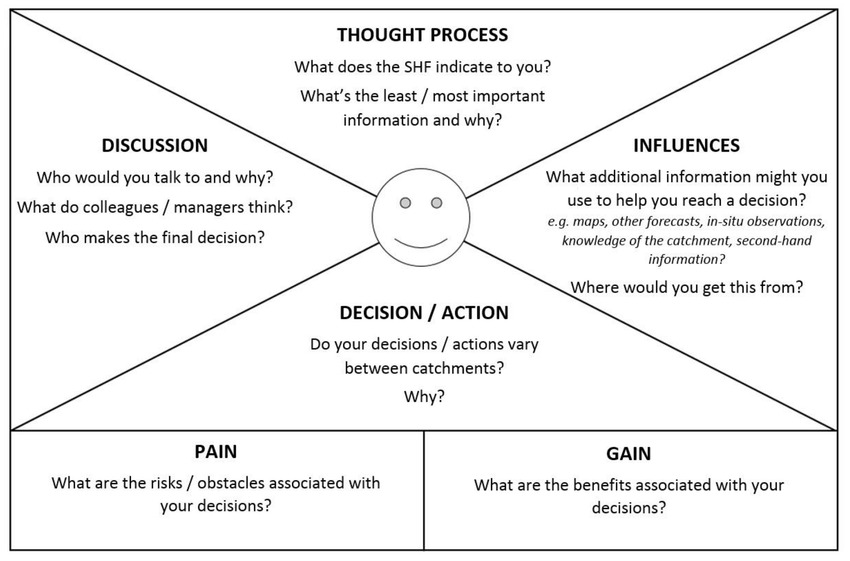 THOUGHT PROCESS
What does the SHF indicate to you?
What's the least / most important
information and why?
DISCUSSION
Who would you talk to and why?
What do colleagues / managers think?
Who makes the final decision?
INFLUENCES
What additional information might you
use to help you reach a decision?
e.g. maps, other forecasts, in-situ observations,
knowledge of the catchment, second-hand
information?
Where would you get this from?
DECISION / ACTION
Do your decisions / actions vary
between catchments?
Why?
PAIN
What are the risks / obstacles associated with
your decisions?
GAIN
What are the benefits associated with your
decisions?